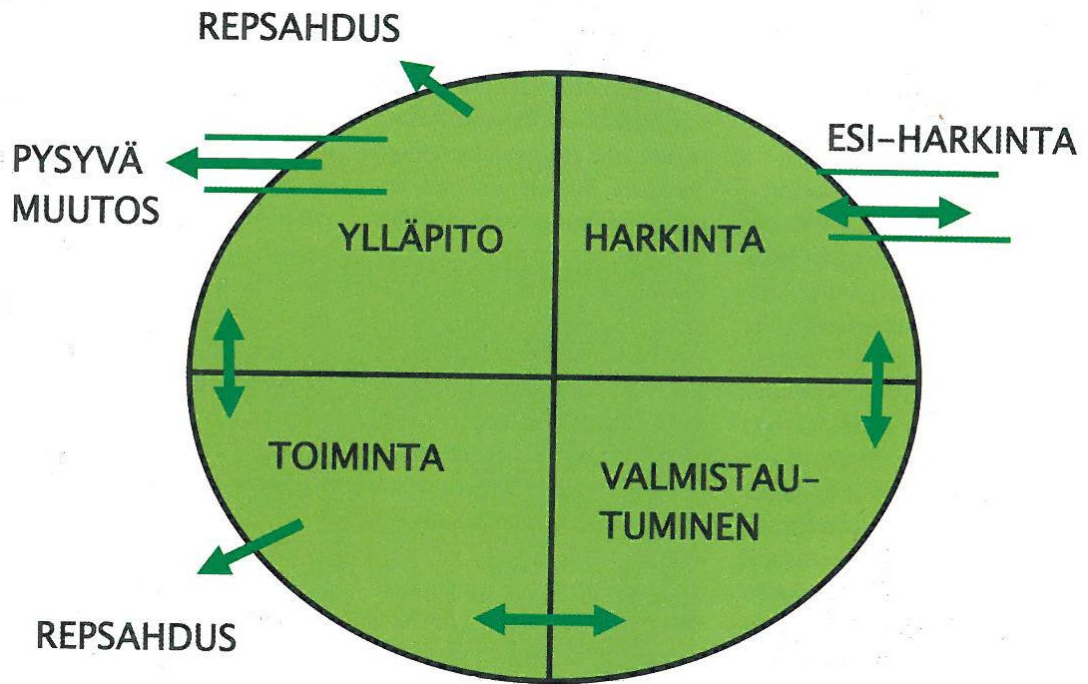 REPSAHDUS
PYSYVÄ
MUUTOS
ESI-HARKINTA
YLLÄPITO
HARKINTA
TOIMINTA
VALMISTAU-
TUMINEN
REPSAHDUS